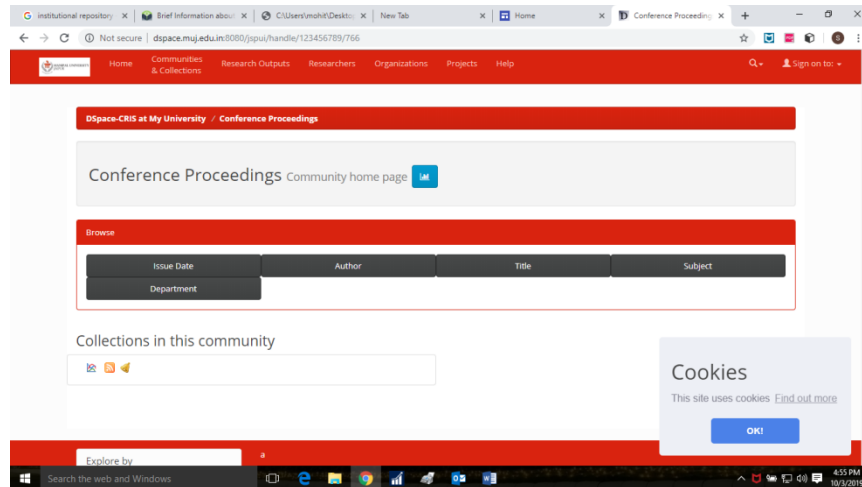 institutional repository
Brief Information about
C:\Users\mohit\Desktop
New Tab
Home
Conference Proceeding
Not secure | dspace.muj.edu.in:8080/jspui/handle/123456789/766
S
Home
Communities
& Collections
Research Outputs
Researchers
Organizations
Projects
Help
Sign on to:
DSpace-CRIS at My University / Conference Proceedings
Conference Proceedings Community home page
Browse
Issue Date
Author
Title
Subject
Department
Collections in this community
Cookies
This site uses cookies Find out more
OK!
Explore by
a
Search the web and Windows
4:55 PM
10/3/2019